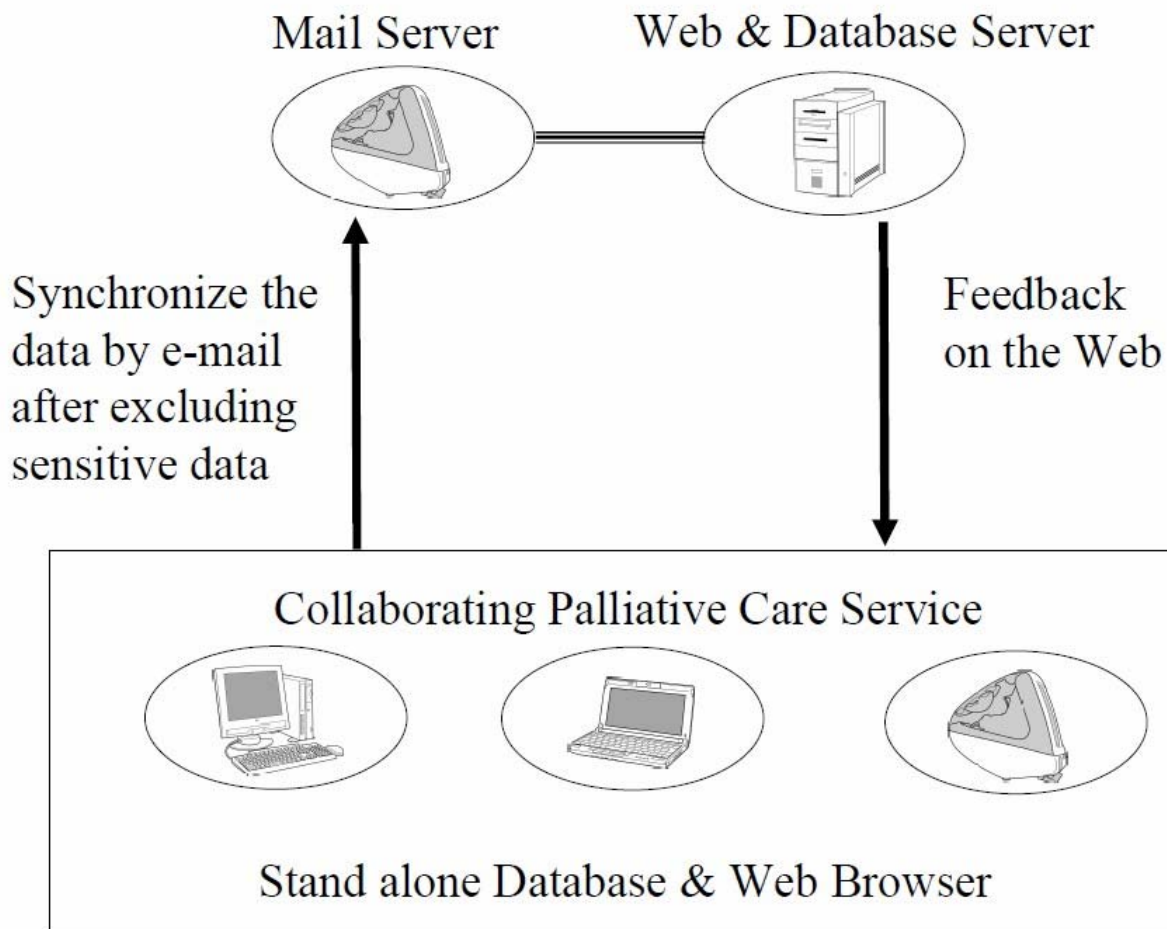 Mail Server
Web & Database Server
Synchronize the
data by e-mail
after excluding
sensitive data
Feedback
on the Web
Collaborating Palliative Care Service
Stand alone Database & Web Browser